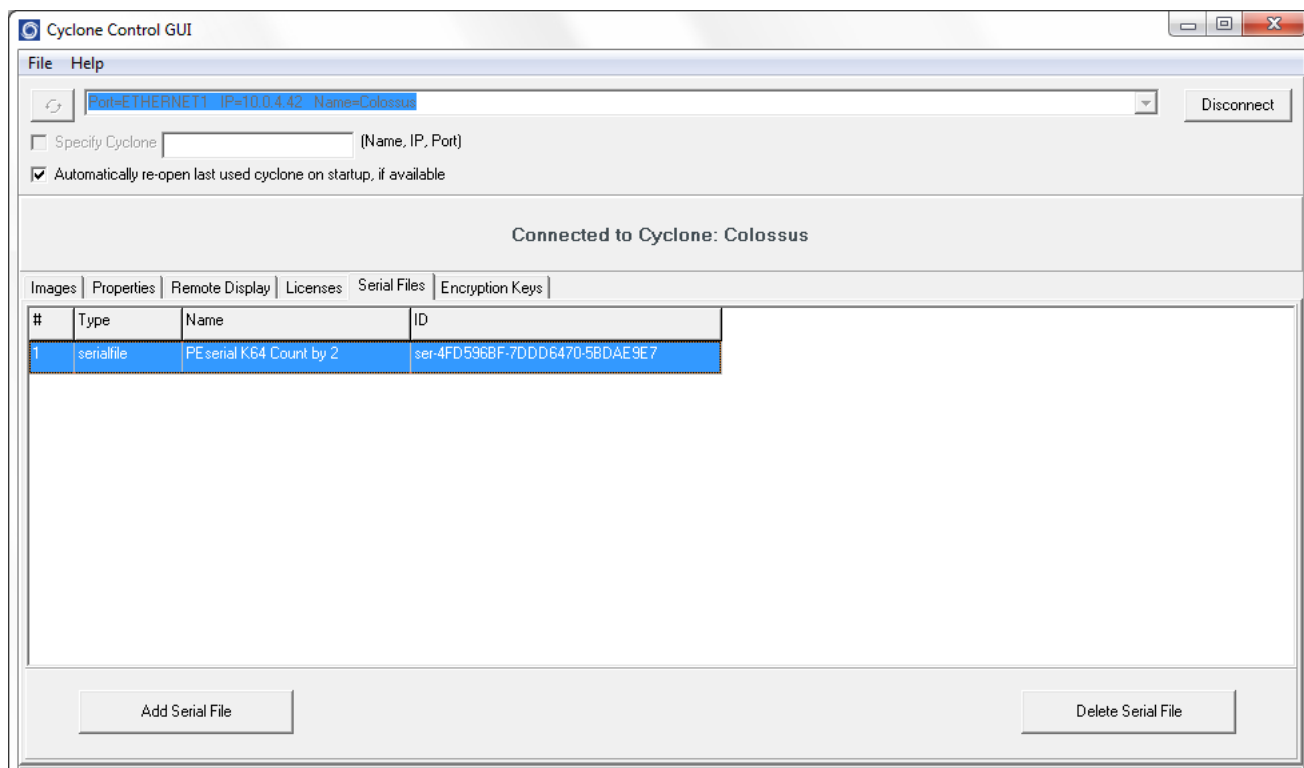 Cyclone Control GUI
File Help
Port=ETHERNET1 IP=10.0.4.42 Name=Colossus
Disconnect
Specify Cyclone (Name, IP, Port)
Automatically re-open last used cyclone on startup, if available
Connected to Cyclone: Colossus
Images Properties Remote Display Licenses Serial Files Encryption Keys
# Type Name ID
1 serialfile PEserial K64 Count by 2 ser-4FD596BF-7DDD6470-5BDAE9E7
Add Serial File Delete Serial File